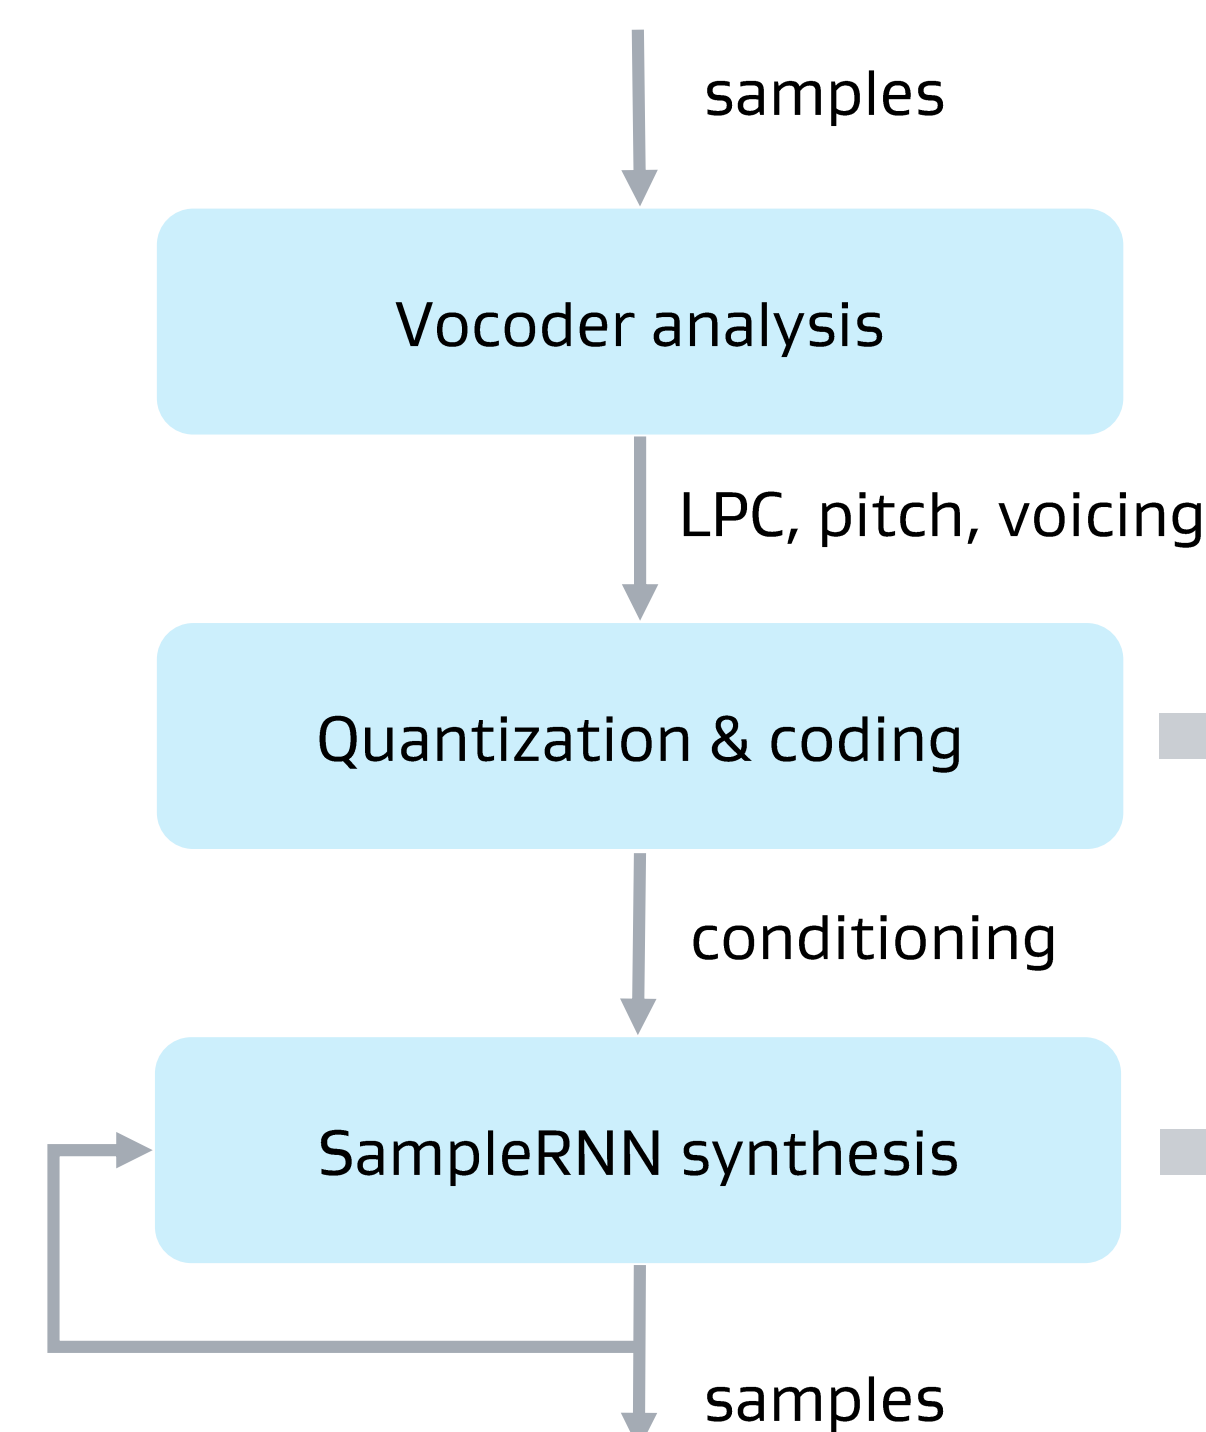 samples
Vocoder analysis
LPC, pitch, voicing
Quantization & coding
conditioning
SampleRNN synthesis
samples